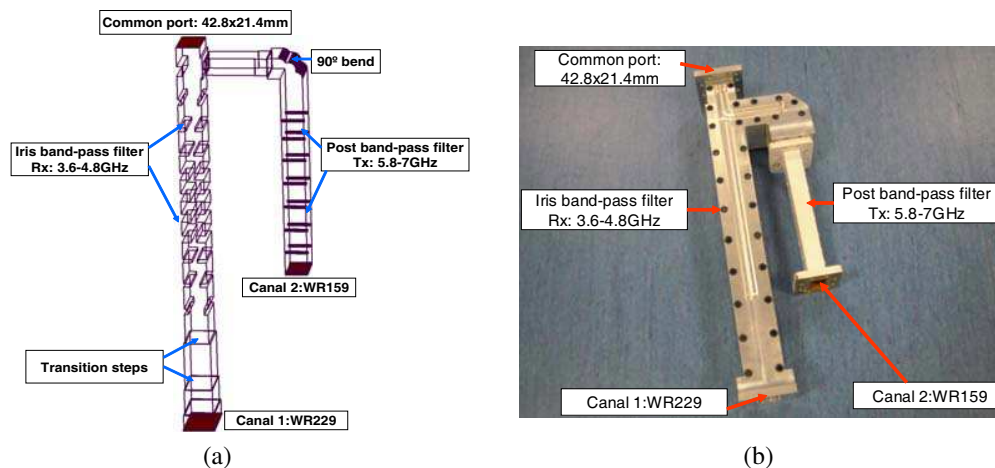 Common port: 42.8x21.4mm
90º bend
Iris band-pass filter
Rx: 3.6-4.8GHz
Post band-pass filter
Tx: 5.8-7GHz
Canal 2:WR159
Transition steps
Canal 1:WR229
(a)
Common port:
42.8x21.4mm
Iris band-pass filter
Rx: 3.6-4.8GHz
Post band-pass filter
Tx: 5.8-7GHz
Canal 1:WR229
Canal 2:WR159
(b)